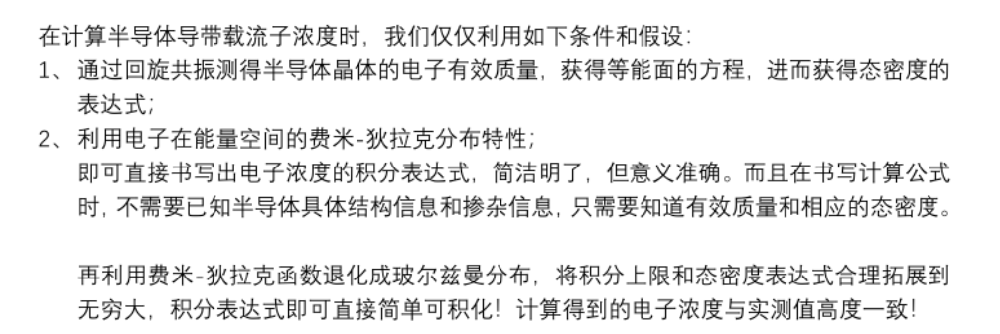 在计算半导体导带载流子浓度时，我们仅仅利用如下条件和假设：
1、通过回旋共振测得半导体晶体的电子有效质量，获得等能面的方程，进而获得态密度的
表达式；
2、利用电子在能量空间的费米-狄拉克分布特性；
即可直接书写出电子浓度的积分表达式，简洁明了，但意义准确。而且在书写计算公式
时，不需要已知半导体具体结构信息和掺杂信息，只需要知道有效质量和相应的态密度。
再利用费米-狄拉克函数退化成玻尔兹曼分布，将积分上限和态密度表达式合理拓展到
无穷大，积分表达式即可直接简单可积化！计算得到的电子浓度与实测值高度一致！